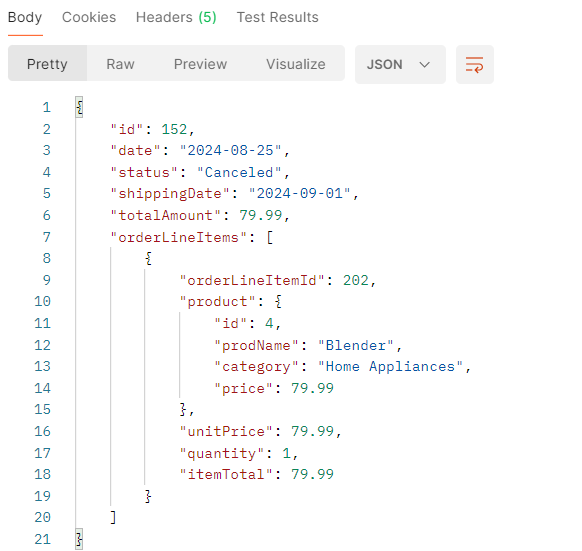 Body Cookies Headers (5) Test Results
Pretty Raw Preview Visualize JSON
1 {
2 "id": 152,
3 "date": "2024-08-25",
4 "status": "Canceled",
5 "shippingDate": "2024-09-01",
6 "totalAmount": 79.99,
7 "orderLineItems": [
8 {
9 "orderLineItemId": 202,
10 "product": {
11 "id": 4,
12 "prodName": "Blender",
13 "category": "Home Appliances",
14 "price": 79.99
15 },
16 "unitPrice": 79.99,
17 "quantity": 1,
18 "itemTotal": 79.99
19 }
20 ]
21 }